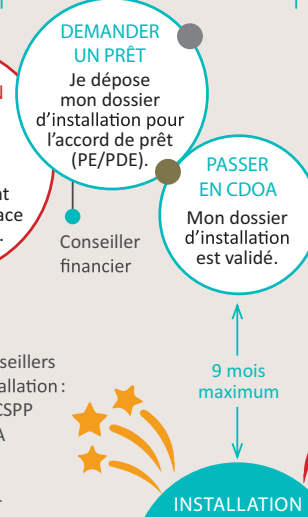 DEMANDER
UN PRÊT
Je dépose
mon dossier
d'installation pour
l'accord de prêt
(PE/PDE).
PASSER
EN CDOA
Mon dossier
d'installation
est validé.
Conseiller
financier
9 mois
maximum
INSTALLATION